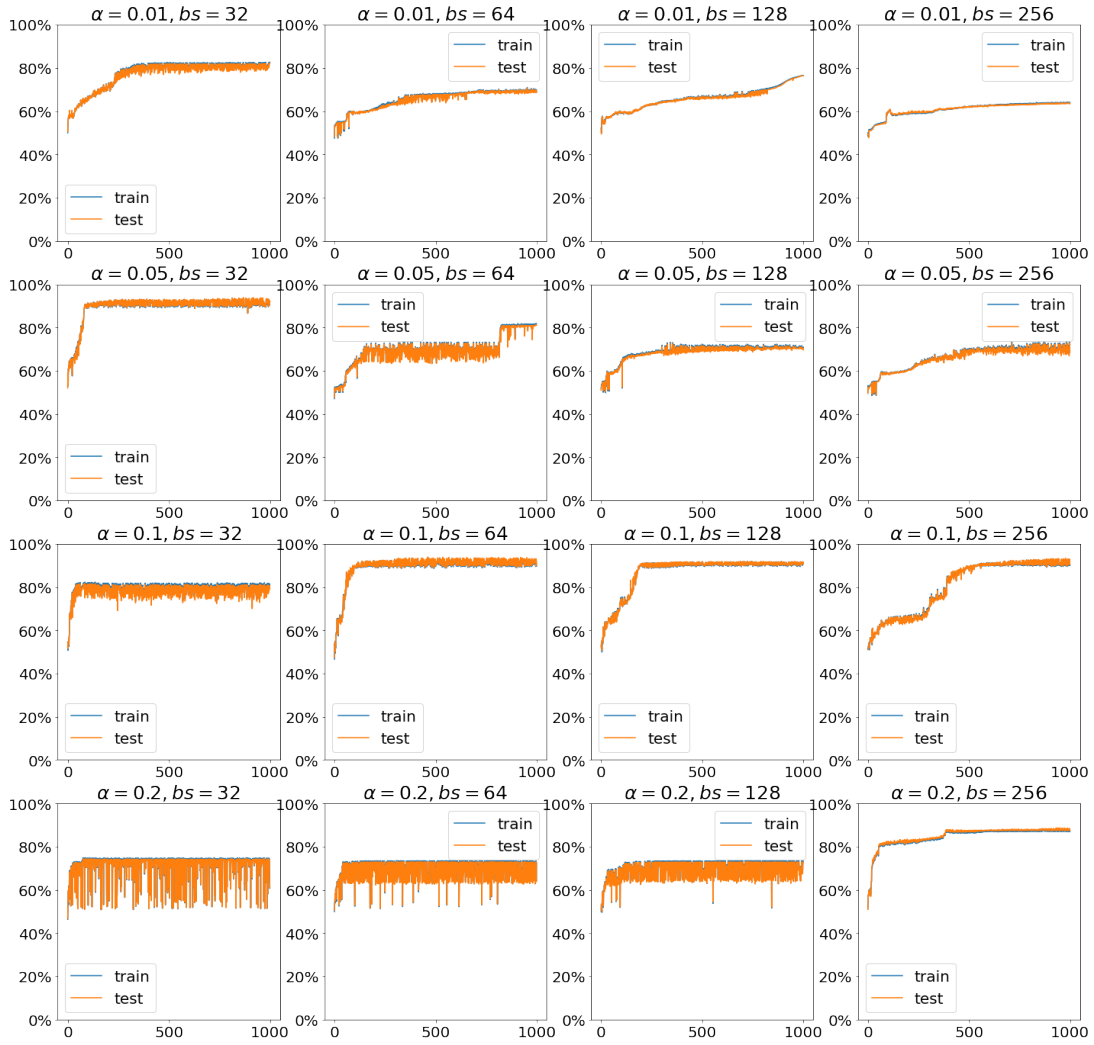 α = 0.01, bs = 32
100%
80%
60%
40%
20%
0%
train
test
0 500 1000
α = 0.01, bs = 64
100%
80%
60%
40%
20%
0%
train
test
0 500 1000
α = 0.01, bs = 128
100%
80%
60%
40%
20%
0%
train
test
0 500 1000
α = 0.01, bs = 256
100%
80%
60%
40%
20%
0%
train
test
0 500 1000
α = 0.05, bs = 32
100%
80%
60%
40%
20%
0%
train
test
0 500 1000
α = 0.05, bs = 64
100%
80%
60%
40%
20%
0%
train
test
0 500 1000
α = 0.05, bs = 128
100%
80%
60%
40%
20%
0%
train
test
0 500 1000
α = 0.05, bs = 256
100%
80%
60%
40%
20%
0%
train
test
0 500 1000
α = 0.1, bs = 32
100%
80%
60%
40%
20%
0%
train
test
0 500 1000
α = 0.1, bs = 64
100%
80%
60%
40%
20%
0%
train
test
0 500 1000
α = 0.1, bs = 128
100%
80%
60%
40%
20%
0%
train
test
0 500 1000
α = 0.1, bs = 256
100%
80%
60%
40%
20%
0%
train
test
0 500 1000
α = 0.2, bs = 32
100%
80%
60%
40%
20%
0%
train
test
0 500 1000
α = 0.2, bs = 64
100%
80%
60%
40%
20%
0%
train
test
0 500 1000
α = 0.2, bs = 128
100%
80%
60%
40%
20%
0%
train
test
0 500 1000
α = 0.2, bs = 256
100%
80%
60%
40%
20%
0%
train
test
0 500 1000